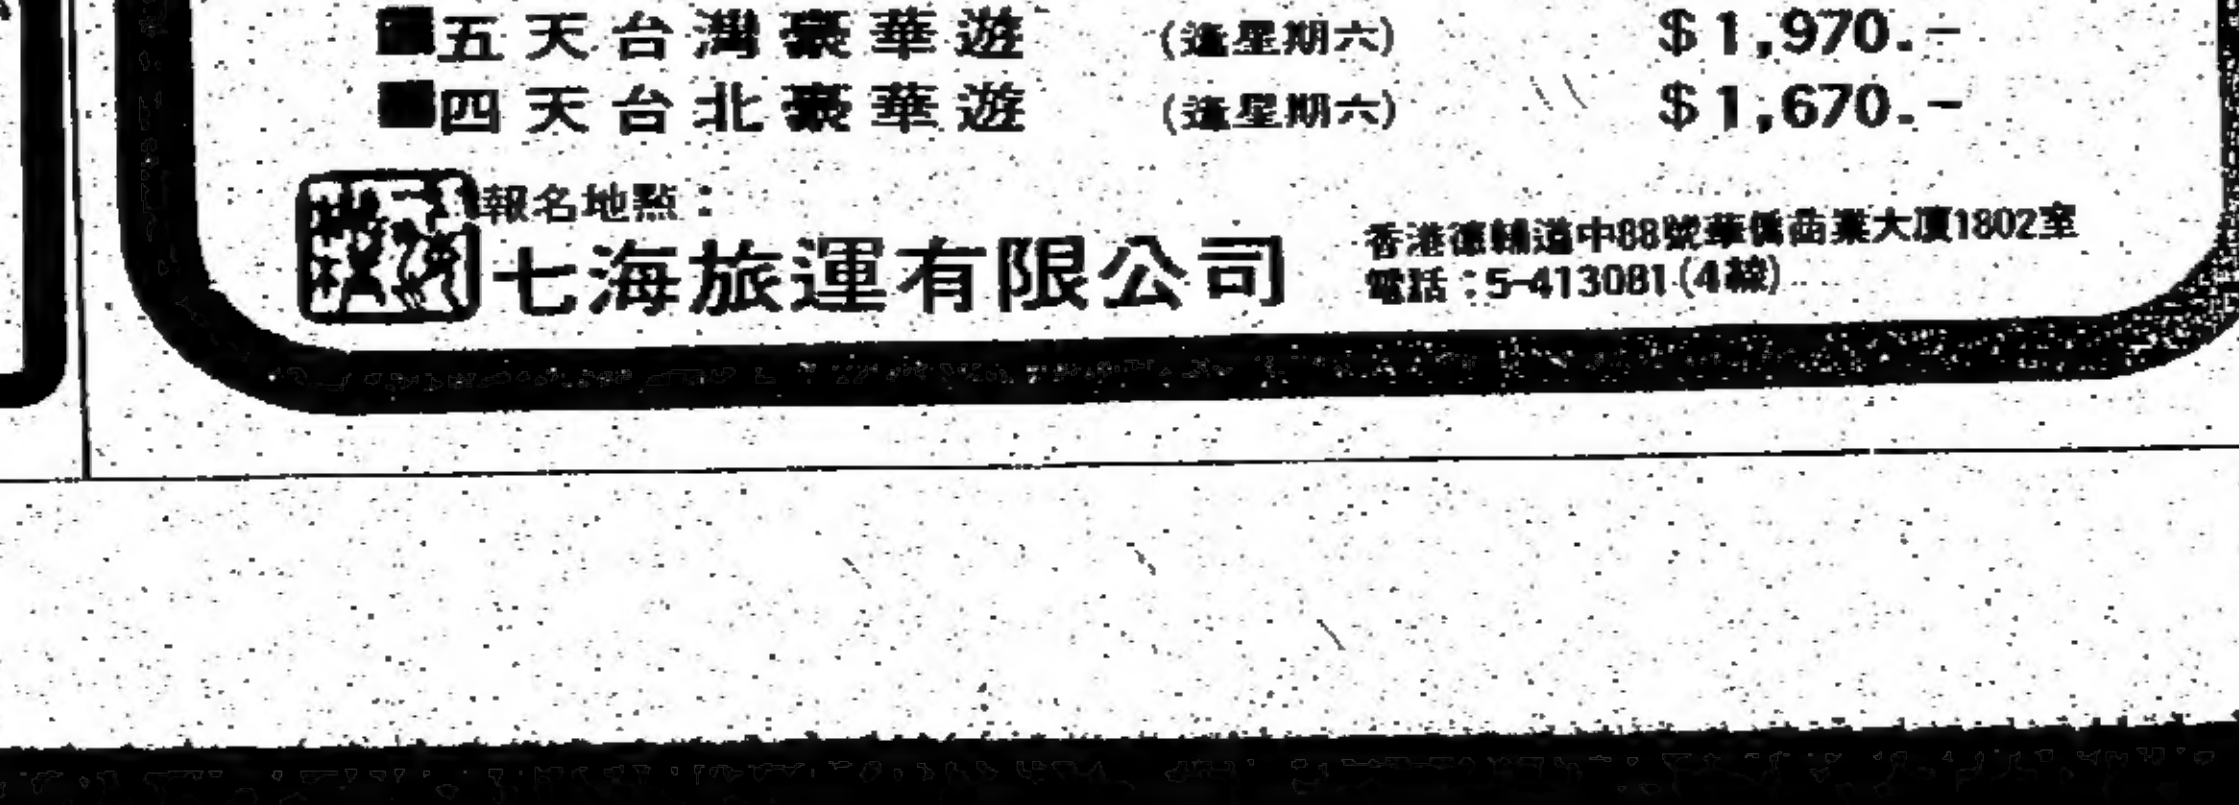 ■五天台灣豪華遊 (逢星期六) $1,970.-
■四天台北豪華遊 (逢星期六) $1,670.-
報名地點：
七海旅運有限公司
香港德輔道中88號華僑商業大廈1802室
電話：5-413081(4線)